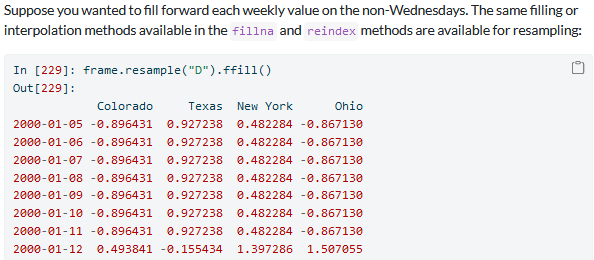 Suppose you wanted to fill forward each weekly value on the non-Wednesdays. The same filling or
interpolation methods available in the fillna and reindex methods are available for resampling:
In [229]: frame.resample("D").ffill()
Out[229]:
            Colorado     Texas  New York      Ohio
2000-01-05 -0.896431  0.927238  0.482284 -0.867130
2000-01-06 -0.896431  0.927238  0.482284 -0.867130
2000-01-07 -0.896431  0.927238  0.482284 -0.867130
2000-01-08 -0.896431  0.927238  0.482284 -0.867130
2000-01-09 -0.896431  0.927238  0.482284 -0.867130
2000-01-10 -0.896431  0.927238  0.482284 -0.867130
2000-01-11 -0.896431  0.927238  0.482284 -0.867130
2000-01-12  0.493841 -0.155434  1.397286  1.507055